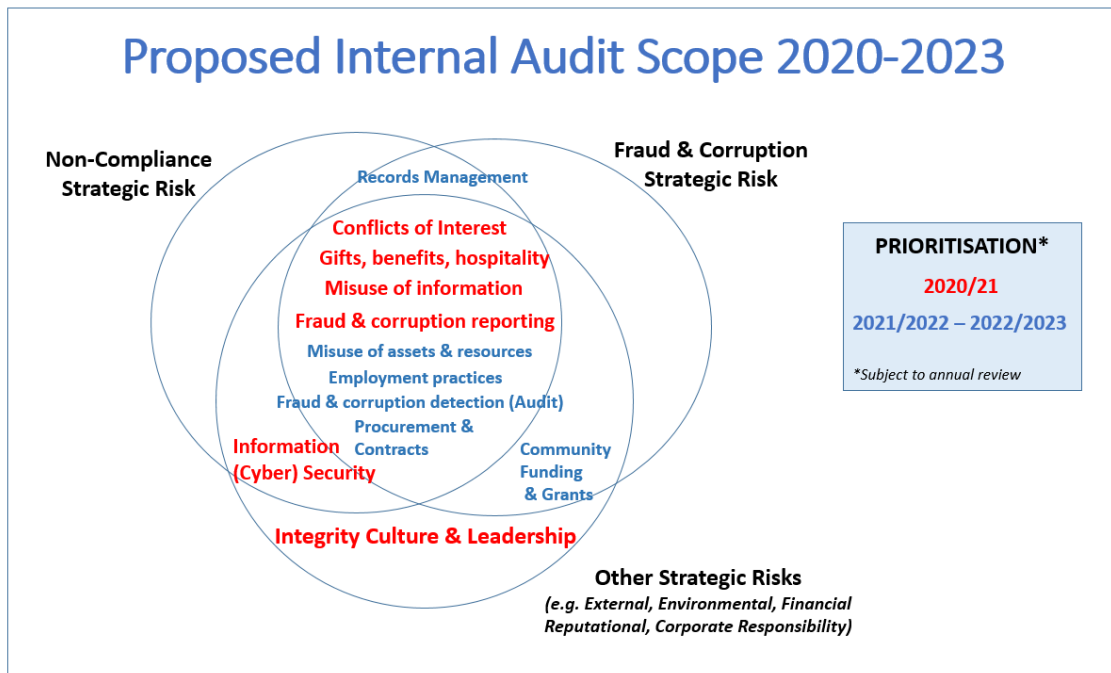 Proposed Internal Audit Scope 2020-2023
Non-Compliance
Strategic Risk
Fraud & Corruption
Strategic Risk
Records Management
Conflicts of Interest
Gifts, benefits, hospitality
Misuse of information
Fraud & corruption reporting
Misuse of assets & resources
Employment practices
Fraud & corruption detection (Audit)
Procurement &
Contracts
Information
(Cyber) Security
Community
Funding
& Grants
Integrity Culture & Leadership
Other Strategic Risks
(e.g. External, Environmental, Financial
Reputational, Corporate Responsibility)
PRIORITISATION*
2020/21
2021/2022 – 2022/2023
*Subject to annual review